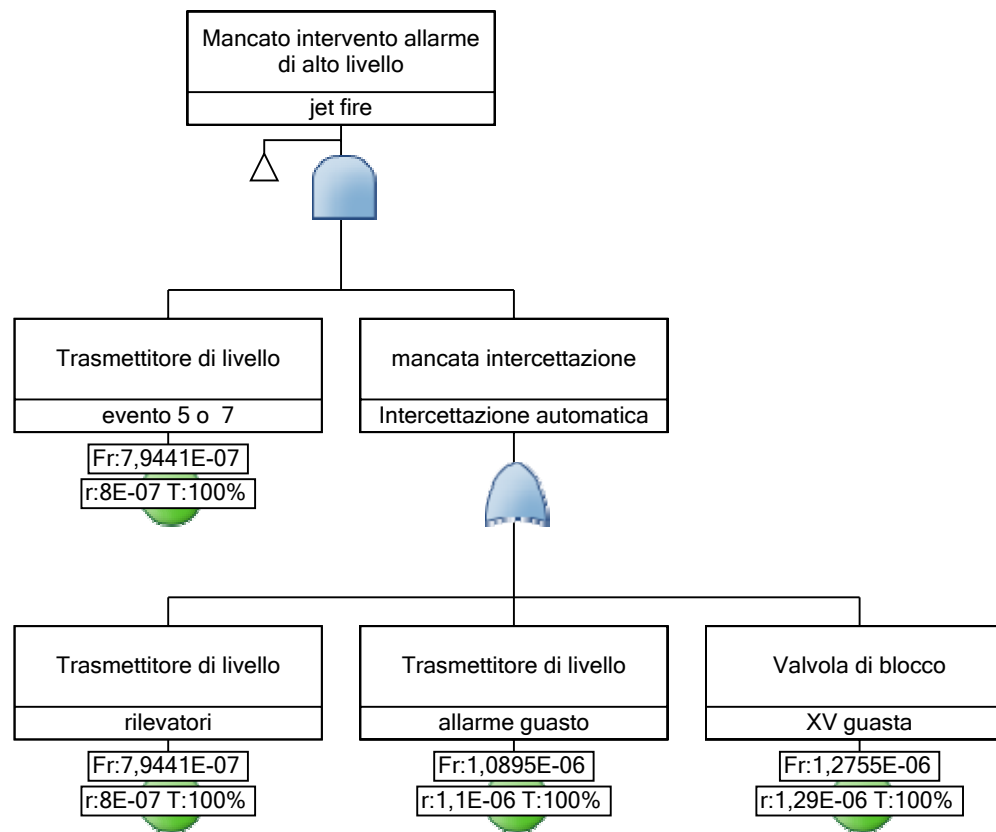 Mancato intervento allarme
di alto livello
jet fire
Trasmettitore di livello
evento 5 o  7
Fr:7,9441E-07
r:8E-07 T:100%
mancata intercettazione
Intercettazione automatica
Trasmettitore di livello
rilevatori
Fr:7,9441E-07
r:8E-07 T:100%
Trasmettitore di livello
allarme guasto
Fr:1,0895E-06
r:1,1E-06 T:100%
Valvola di blocco
XV guasta
Fr:1,2755E-06
r:1,29E-06 T:100%